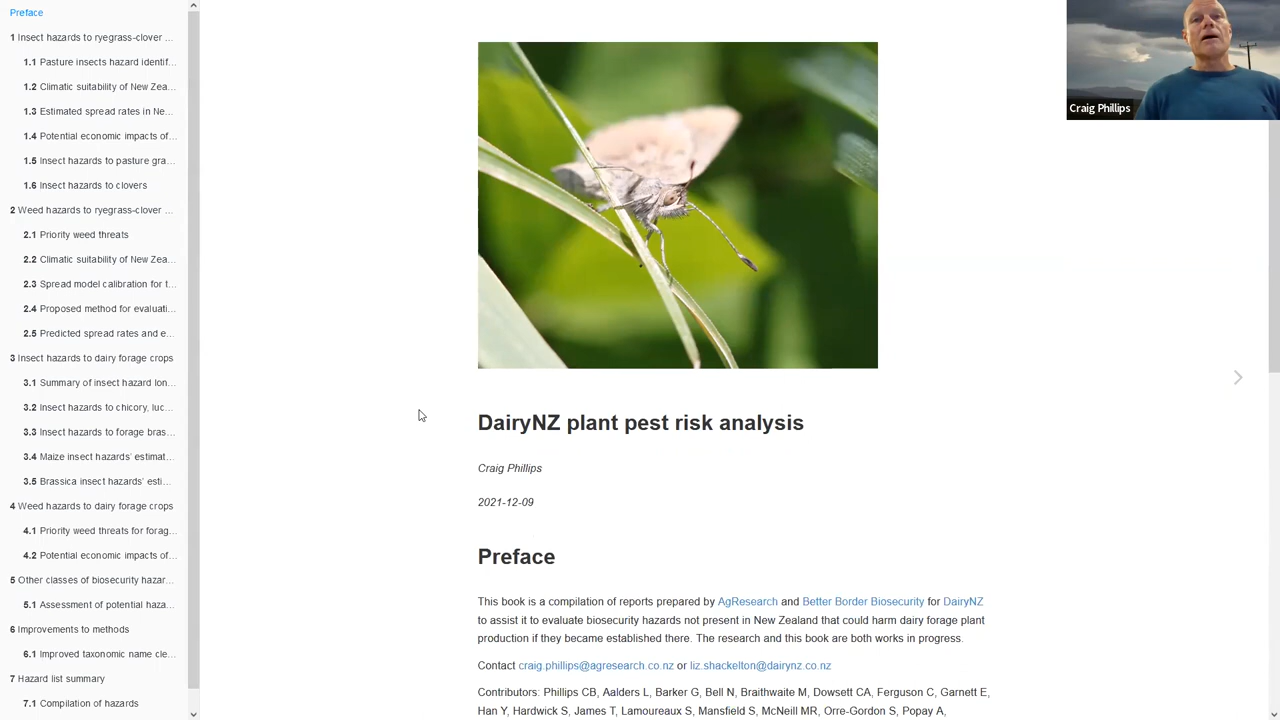 Preface
1 Insect hazards to ryegrass-clover ...
1.1 Pasture insects hazard identif...
1.2 Climatic suitability of New Zea...
1.3 Estimated spread rates in Ne...
1.4 Potential economic impacts of...
1.5 Insect hazards to pasture gra...
1.6 Insect hazards to clovers
2 Weed hazards to ryegrass-clover ...
2.1 Priority weed threats
2.2 Climatic suitability of New Zea...
2.3 Spread model calibration for t...
2.4 Proposed method for evaluati...
2.5 Predicted spread rates and e...
3 Insect hazards to dairy forage crops
3.1 Summary of insect hazard lon...
3.2 Insect hazards to chicory, luc...
3.3 Insect hazards to forage bras...
3.4 Maize insect hazards' estimat...
3.5 Brassica insect hazards' esti...
4 Weed hazards to dairy forage crops
4.1 Priority weed threats for forag...
4.2 Potential economic impacts of...
5 Other classes of biosecurity hazar...
5.1 Assessment of potential haza...
6 Improvements to methods
6.1 Improved taxonomic name cle...
7 Hazard list summary
7.1 Compilation of hazards
Craig Phillips
DairyNZ plant pest risk analysis
Craig Phillips
2021-12-09
Preface
This book is a compilation of reports prepared by AgResearch and Better Border Biosecurity for DairyNZ
to assist it to evaluate biosecurity hazards not present in New Zealand that could harm dairy forage plant
production if they became established there. The research and this book are both works in progress.
Contact craig.phillips@agresearch.co.nz or liz.shackelton@dairynz.co.nz
Contributors: Phillips CB, Aalders L, Barker G, Bell N, Braithwaite M, Dowsett CA, Ferguson C, Garnett E,
Han Y, Hardwick S, James T, Lamoureaux S, Mansfield S, McNeill MR, Orre-Gordon S, Popay A,